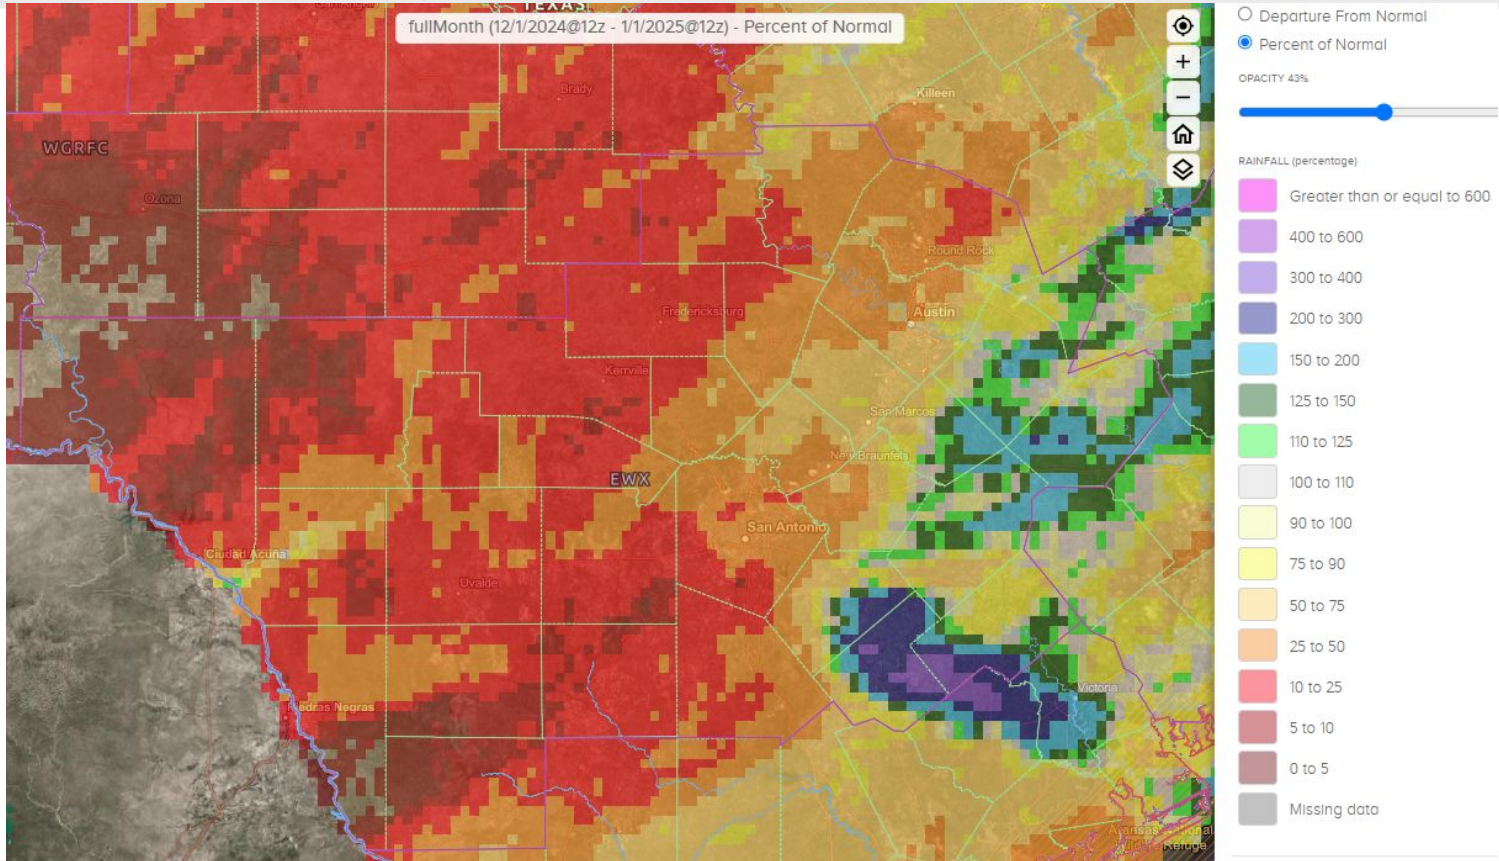 TEXAS
fullMonth (12/1/2024@12z - 1/1/2025@12z) - Percent of Normal
Brady
Killeen
WGRFC
Ozona
Round Rock
Fredericksburg
Austin
Kerrville
San Marcos
New Braunfels
EWX
San Antonio
Ciudad Acuña
Uvalde
Piedras Negras
Victoria
Aransas National
Wildlife Refuge
Departure From Normal
Percent of Normal
OPACITY 43%
RAINFALL (percentage)
Greater than or equal to 600
400 to 600
300 to 400
200 to 300
150 to 200
125 to 150
110 to 125
100 to 110
90 to 100
75 to 90
50 to 75
25 to 50
10 to 25
5 to 10
0 to 5
Missing data